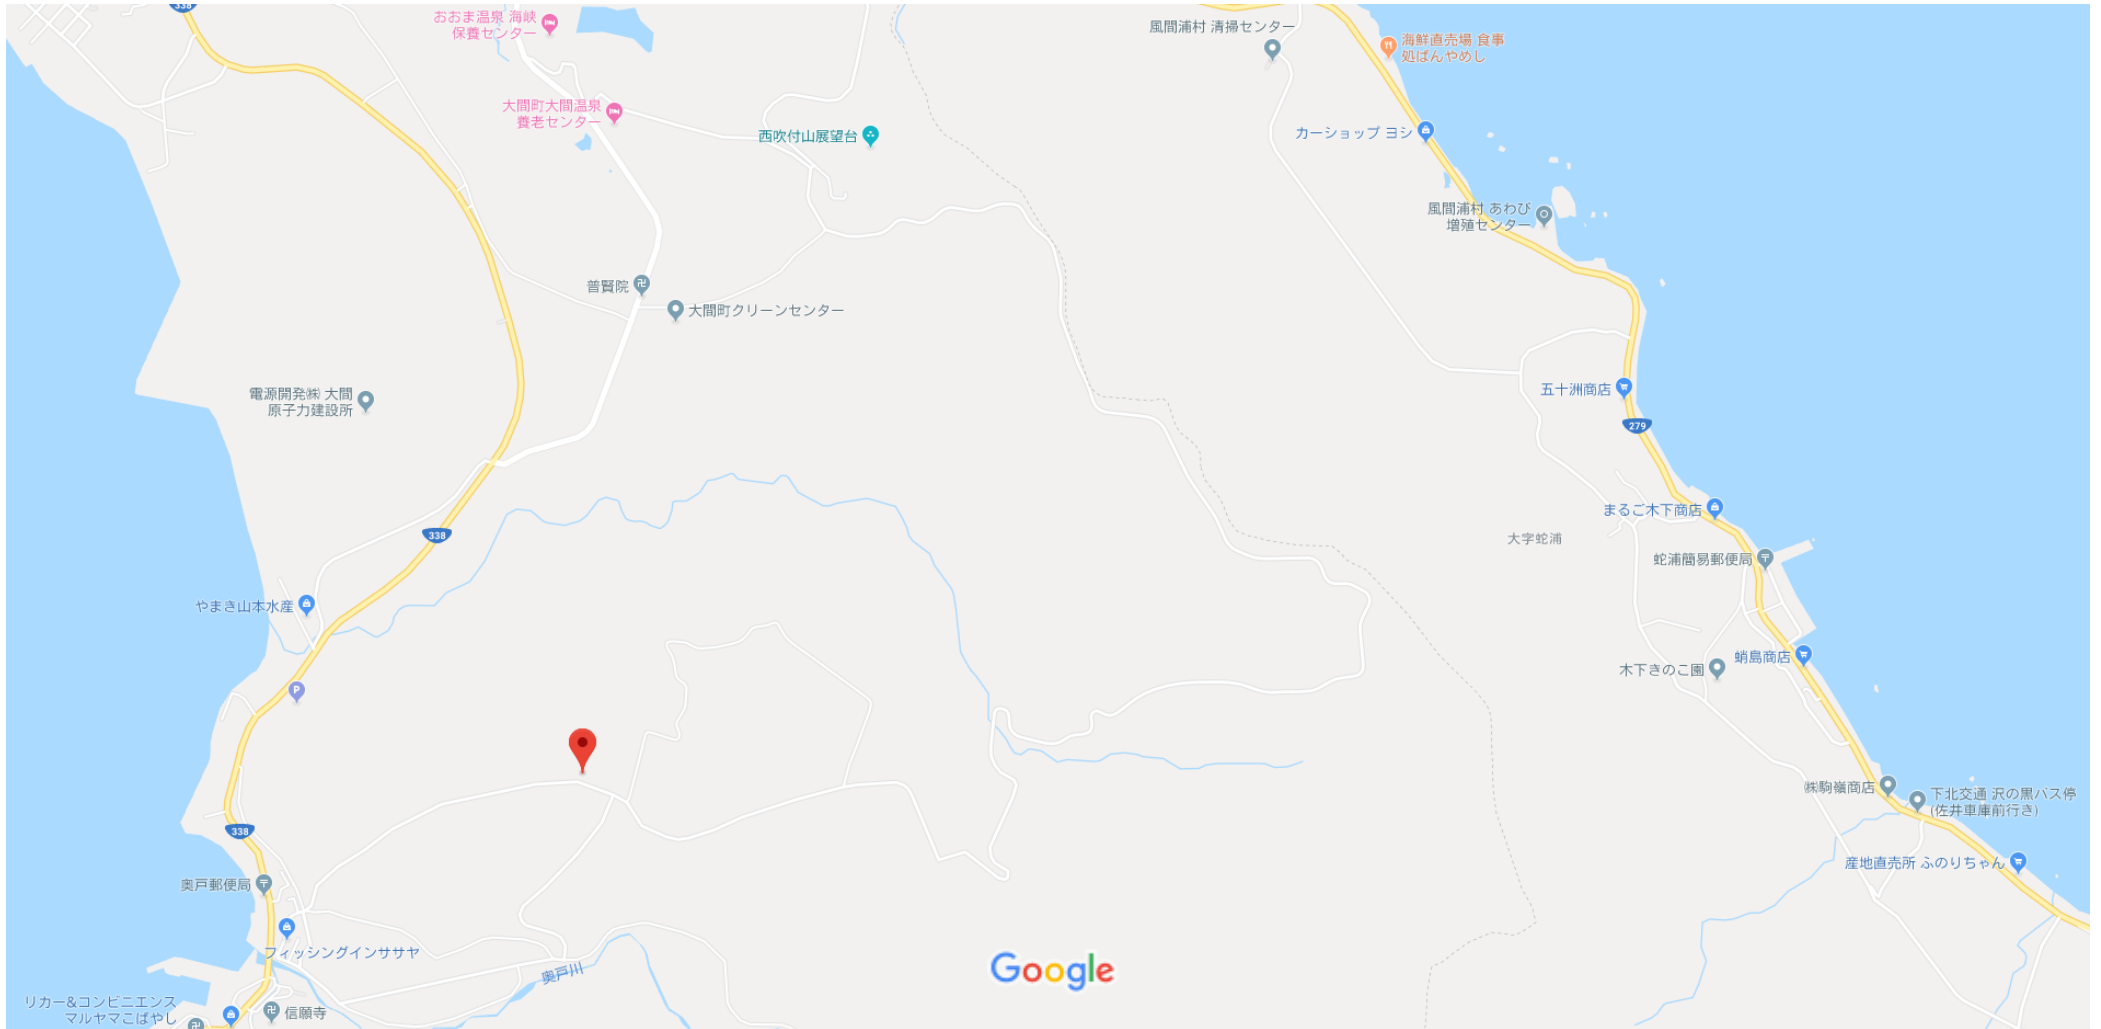 338
おおま温泉 海峡
保養センター
風間浦村 清掃センター
海鮮直売場 食事
処ばんやめし
大間町大間温泉
養老センター
西吹付山展望台
カーショップ ヨシ
風間浦村 あわび
増殖センター
普賢院
大間町クリーンセンター
電源開発㈱ 大間
原子力建設所
五十洲商店
279
まるご木下商店
338
大字蛇浦
蛇浦簡易郵便局
やまき山本水産
蛸島商店
木下きのこ園
P
㈱駒嶺商店
下北交通 沢の黒バス停
(佐井車庫前行き)
338
産地直売所 ふのりちゃん
奥戸郵便局
フィッシングインササヤ
奥戸川
Google
リカー&コンビニエンス
マルヤマこばやし
信願寺